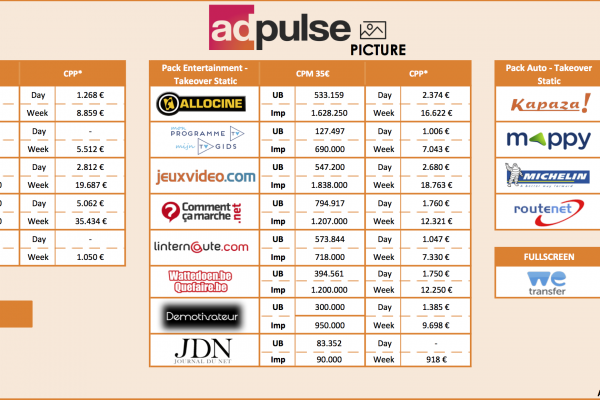 adpulse
PICTURE
CPP*
Day 1.268 €
Week 8.859 €
Day -
Week 5.512 €
Day 2.812 €
Week 19.687 €
Day 5.062 €
Week 35.434 €
Day -
Week 1.050 €
Pack Entertainment - Takeover Static CPM 35€ CPP*
ALLOCINE UB 533.159 Day 2.374 €
Imp 1.628.250 Week 16.622 €
mon PROGRAMME TV UB 127.497 Day 1.006 €
mijn TV GIDS Imp 690.000 Week 7.043 €
jeuxvideo.com UB 547.200 Day 2.680 €
Imp 1.838.000 Week 18.763 €
Comment ça marche.net UB 794.917 Day 1.760 €
Imp 1.207.000 Week 12.321 €
linternaute.com UB 573.844 Day 1.047 €
Imp 718.000 Week 7.330 €
Wattedoen.be UB 394.561 Day 1.750 €
Quefaire.be Imp 1.200.000 Week 12.250 €
Demotivateur UB 300.000 Day 1.385 €
Imp 950.000 Week 9.698 €
JDN UB 83.352 Day -
JOURNAL DU NET Imp 90.000 Week 918 €
Pack Auto - Takeover
Static
Kapaza!
mappy
MICHELIN
A better way forward
routenet
FULLSCREEN
we
transfer